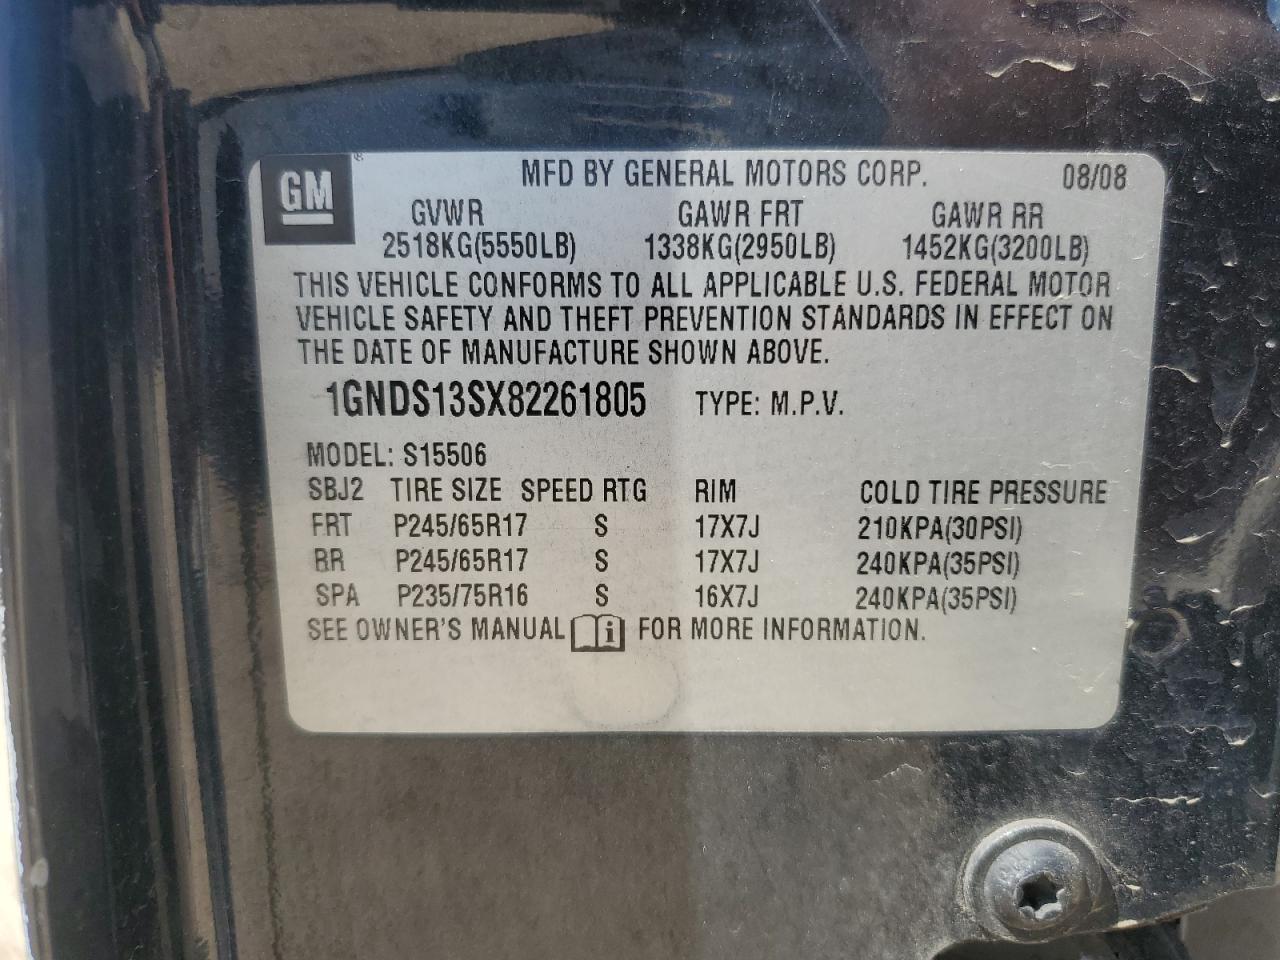 GM ® MFD BY GENERAL MOTORS CORP. 08/08
GVWR GAWR FRT GAWR RR
2518KG(5550LB) 1338KG(2950LB) 1452KG(3200LB)
THIS VEHICLE CONFORMS TO ALL APPLICABLE U.S. FEDERAL MOTOR
VEHICLE SAFETY AND THEFT PREVENTION STANDARDS IN EFFECT ON
THE DATE OF MANUFACTURE SHOWN ABOVE.
1GNDS13SX82261805 TYPE: M.P.V.
MODEL: S15506
SBJ2 TIRE SIZE SPEED RTG RIM COLD TIRE PRESSURE
FRT P245/65R17 S 17X7J 210KPA(30PSI)
RR P245/65R17 S 17X7J 240KPA(35PSI)
SPA P235/75R16 S 16X7J 240KPA(35PSI)
SEE OWNER'S MANUAL i FOR MORE INFORMATION.